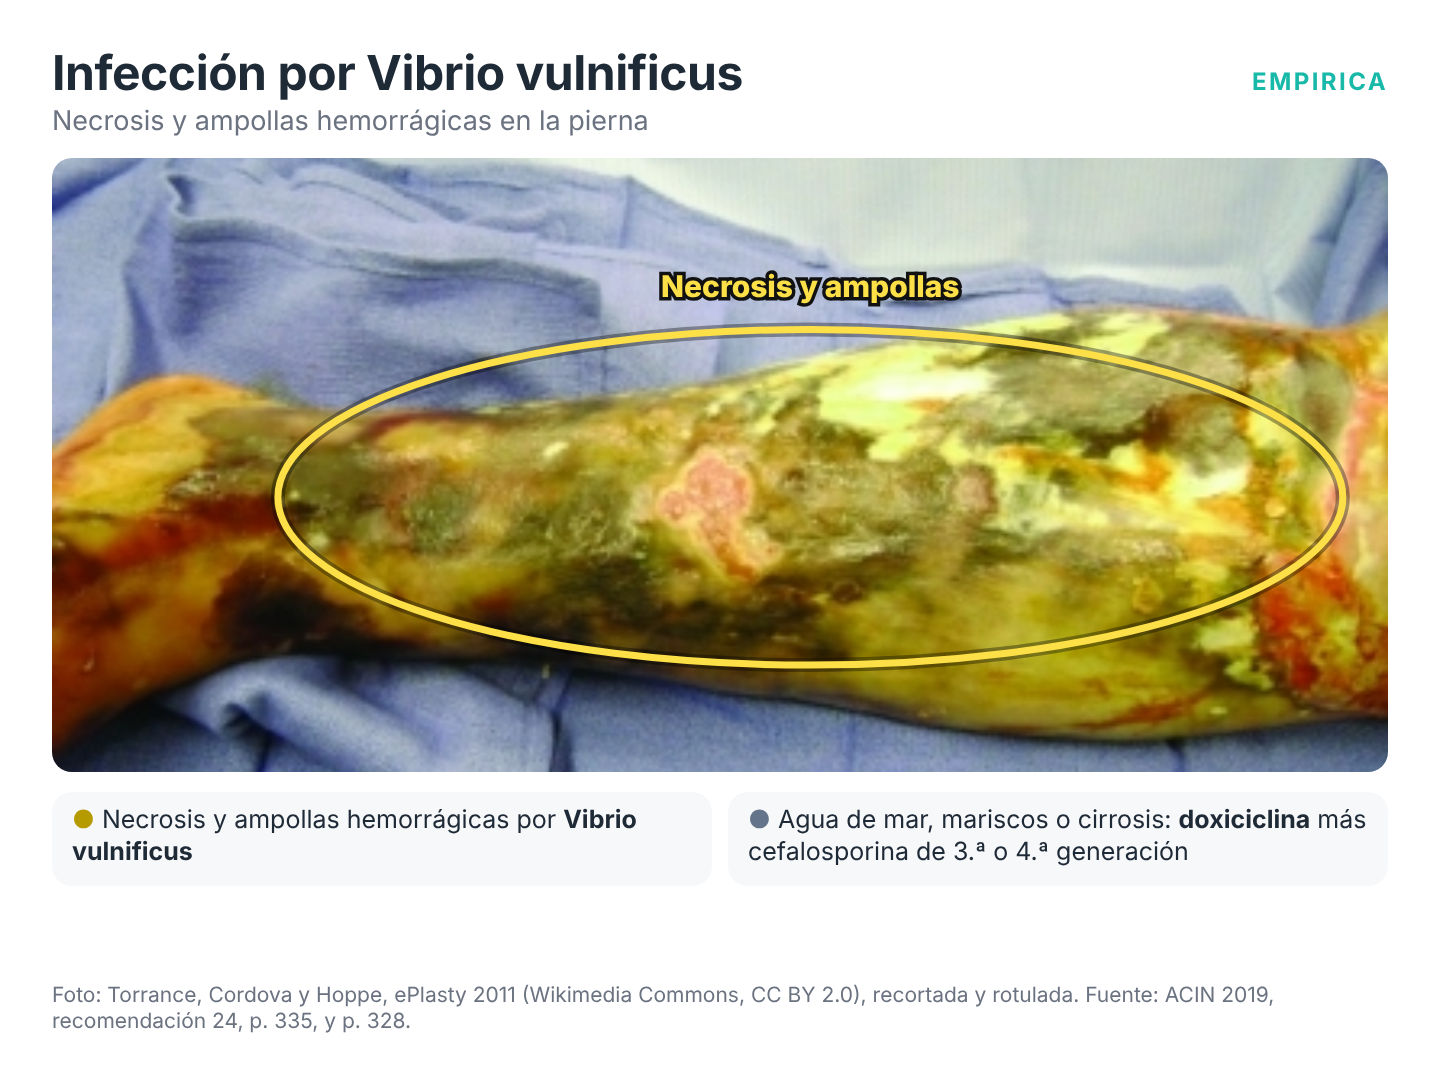 Infección por Vibrio vulnificus
EMPIRICA
Necrosis y ampollas hemorrágicas en la pierna
Necrosis y ampollas
Necrosis y ampollas hemorrágicas por Vibrio
vulnificus
Agua de mar, mariscos o cirrosis: doxiciclina más
cefalosporina de 3.ª o 4.ª generación
Foto: Torrance, Cordova y Hoppe, ePlasty 2011 (Wikimedia Commons, CC BY 2.0), recortada y rotulada. Fuente: ACIN 2019,
recomendación 24, p. 335, y p. 328.